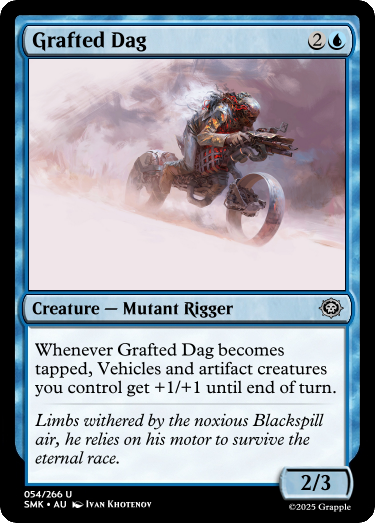 Grafted Dag 2
Creature — Mutant Rigger
Whenever Grafted Dag becomes
tapped, Vehicles and artifact creatures
you control get +1/+1 until end of turn.
Limbs withered by the noxious Blackspill
air, he relies on his motor to survive the
eternal race.
2/3
054/266 U
SMK • AU Ivan Khotenov
©2025 Grapple